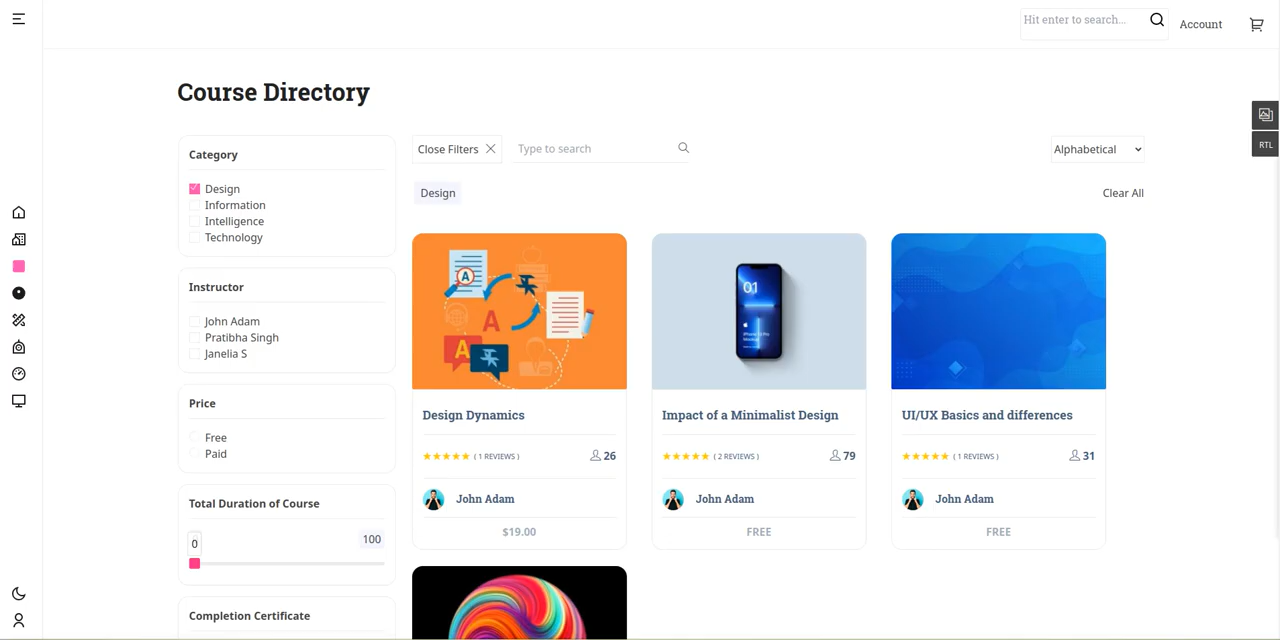 Hit enter to search...
Account
RTL
Course Directory
Category
Design
Information
Intelligence
Technology
Instructor
John Adam
Pratibha Singh
Janelia S
Price
Free
Paid
Total Duration of Course
0
100
Completion Certificate
Close Filters
Type to search
Alphabetical
Design
Clear All
A
A
A
Design Dynamics
( 1 REVIEWS )
26
John Adam
$19.00
01
Impact of a Minimalist Design
( 2 REVIEWS )
79
John Adam
FREE
UI/UX Basics and differences
( 1 REVIEWS )
31
John Adam
FREE